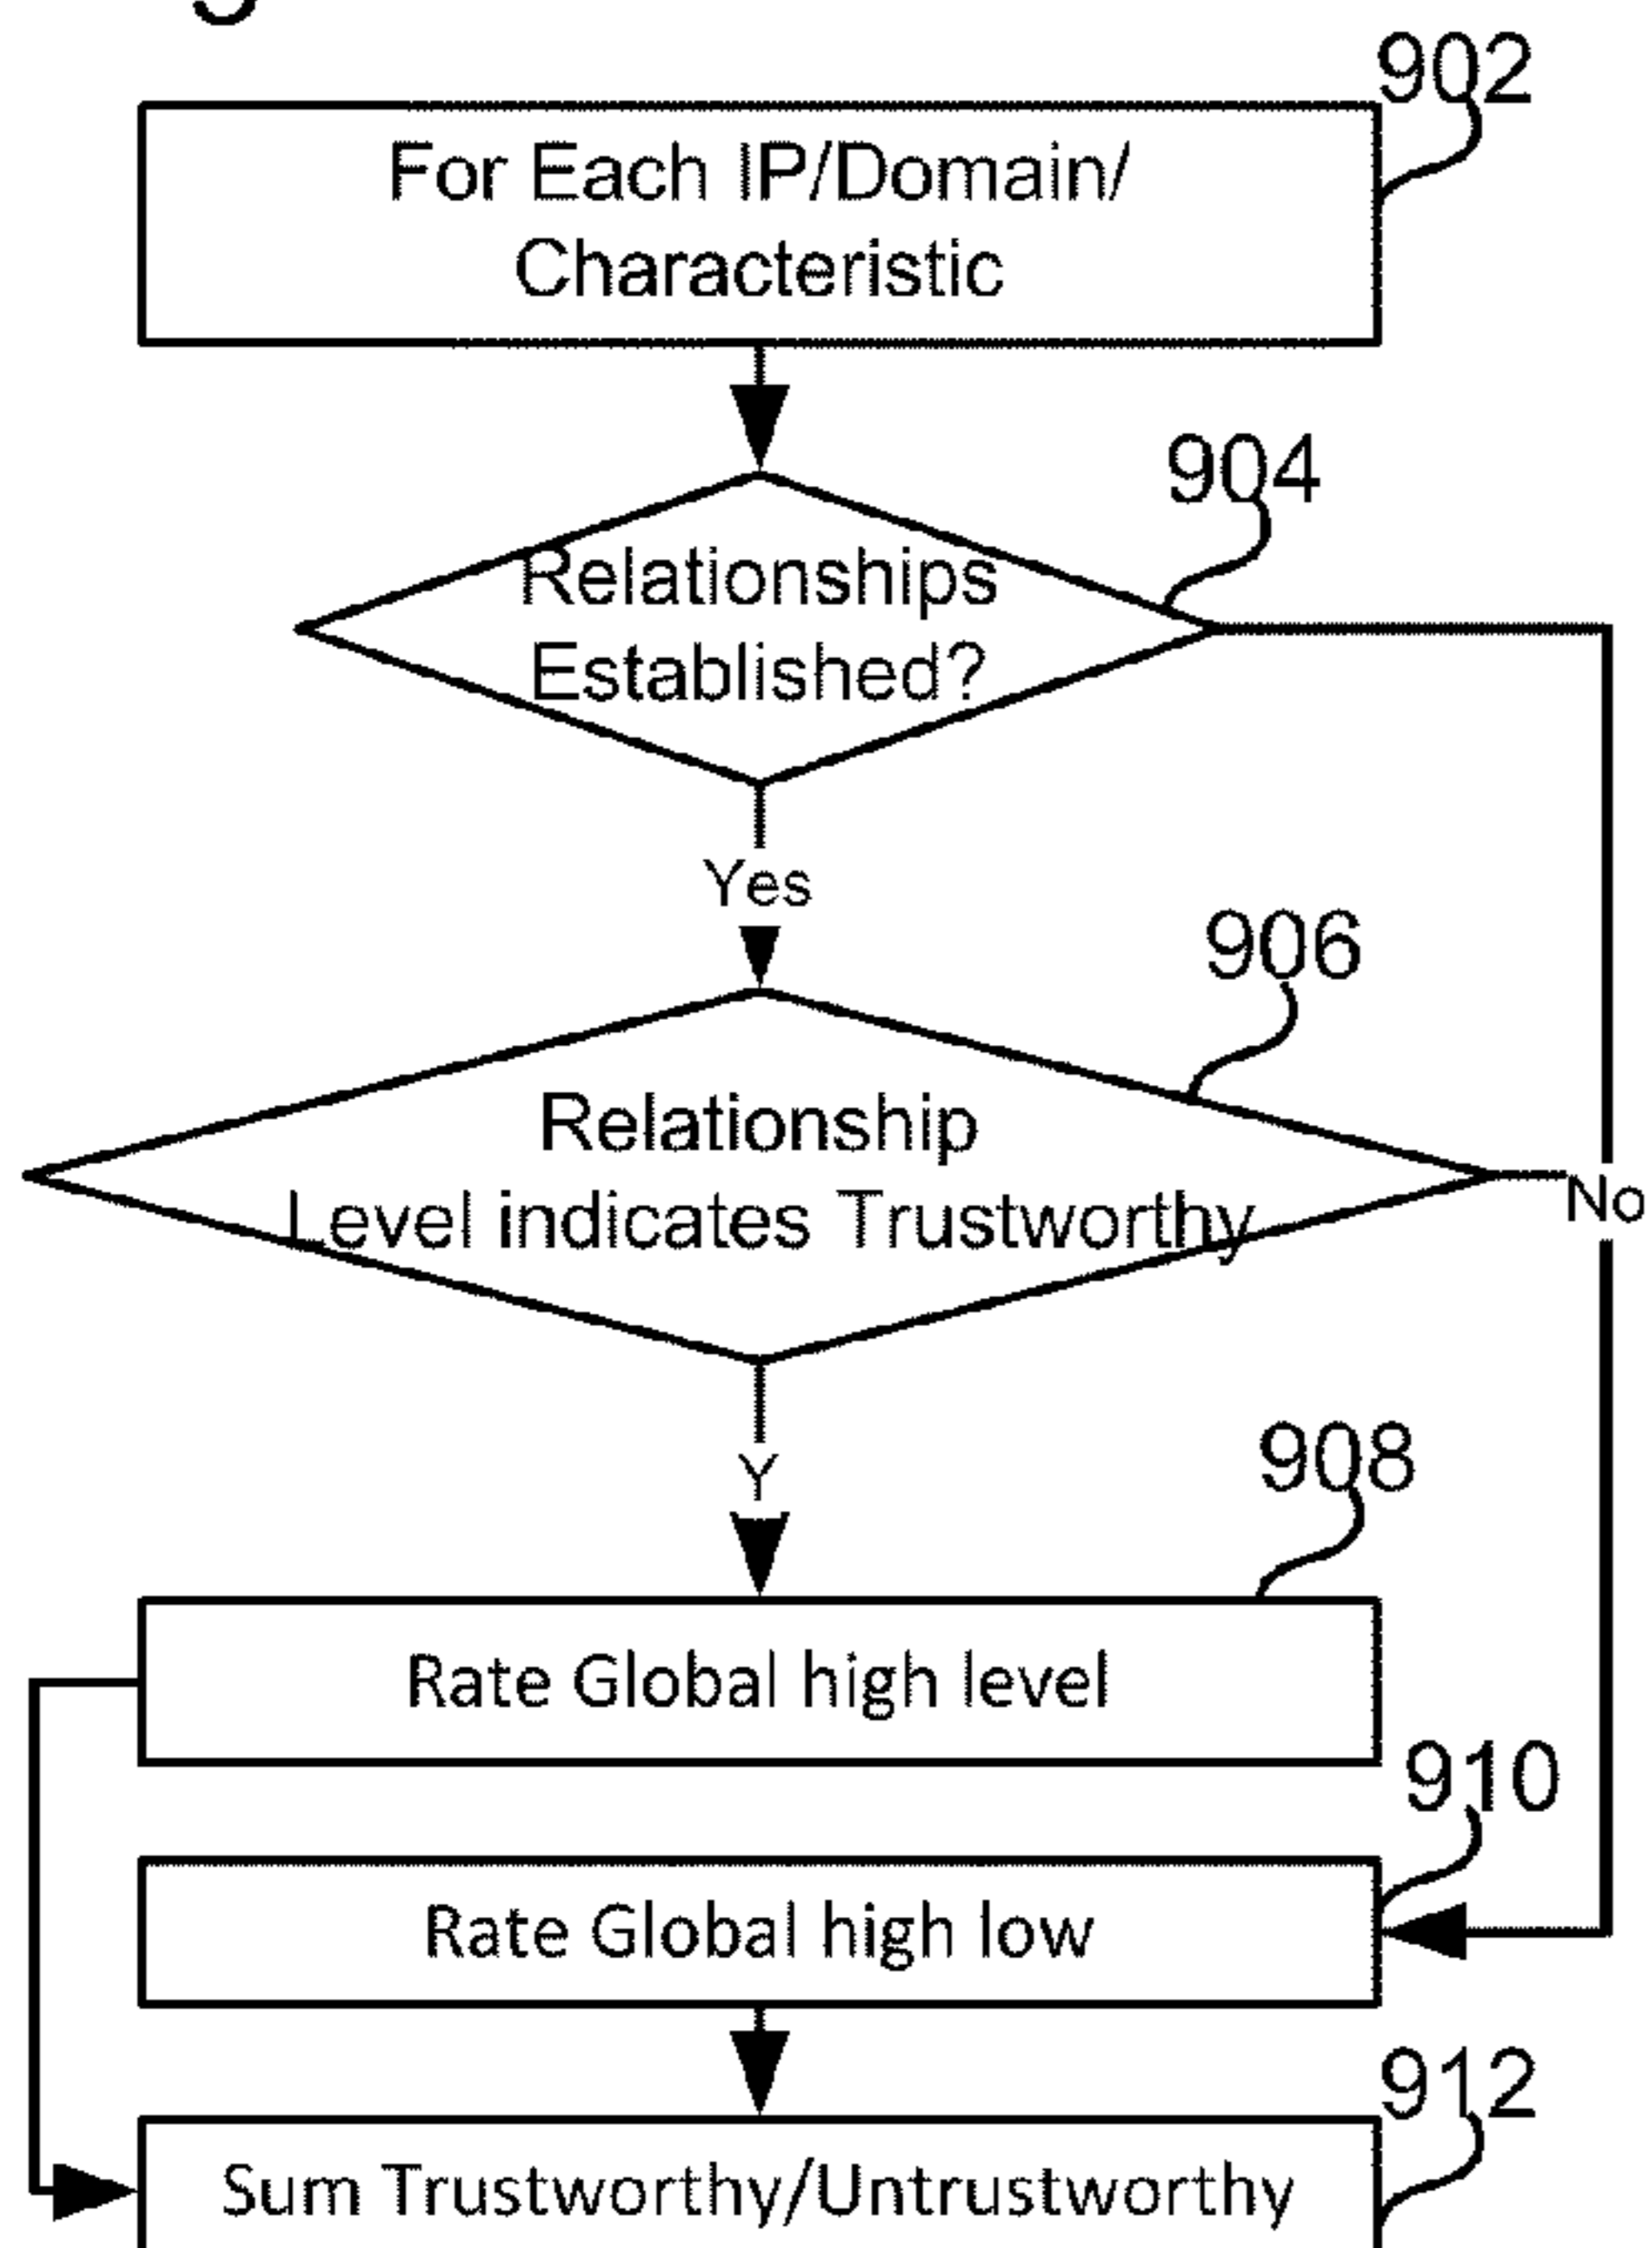 902
For Each IP/Domain/
Characteristic
904
Relationships
Established?
Yes
906
Relationship
Level indicates Trustworthy
No
Y
908
Rate Global high level
910
Rate Global high low
912
Sum Trustworthy/Untrustworthy